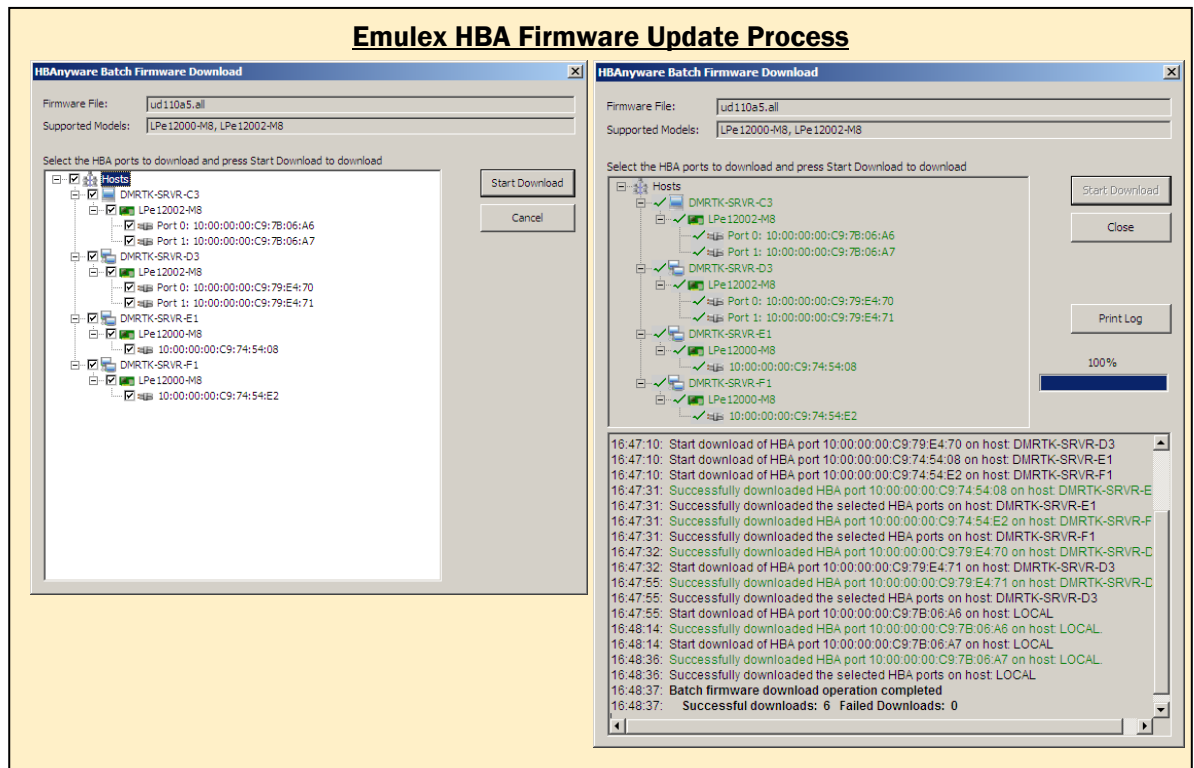 Emulex HBA Firmware Update Process
HBAnyware Batch Firmware Download
Firmware File: ud110a5.all
Supported Models: LPe12000-M8, LPe12002-M8
Select the HBA ports to download and press Start Download to download
Hosts
DMRTK-SRVR-C3
LPe12002-M8
Port 0: 10:00:00:00:C9:7B:06:A6
Port 1: 10:00:00:00:C9:7B:06:A7
DMRTK-SRVR-D3
LPe12002-M8
Port 0: 10:00:00:00:C9:79:E4:70
Port 1: 10:00:00:00:C9:79:E4:71
DMRTK-SRVR-E1
LPe12000-M8
10:00:00:00:C9:74:54:08
DMRTK-SRVR-F1
LPe12000-M8
10:00:00:00:C9:74:54:E2
Start Download
Cancel
HBAnyware Batch Firmware Download
Firmware File: ud110a5.all
Supported Models: LPe12000-M8, LPe12002-M8
Select the HBA ports to download and press Start Download to download
Hosts
DMRTK-SRVR-C3
LPe12002-M8
Port 0: 10:00:00:00:C9:7B:06:A6
Port 1: 10:00:00:00:C9:7B:06:A7
DMRTK-SRVR-D3
LPe12002-M8
Port 0: 10:00:00:00:C9:79:E4:70
Port 1: 10:00:00:00:C9:79:E4:71
DMRTK-SRVR-E1
LPe12000-M8
10:00:00:00:C9:74:54:08
DMRTK-SRVR-F1
LPe12000-M8
10:00:00:00:C9:74:54:E2
Start Download
Close
Print Log
100%
16:47:10: Start download of HBA port 10:00:00:00:C9:79:E4:70 on host: DMRTK-SRVR-D3
16:47:10: Start download of HBA port 10:00:00:00:C9:74:54:08 on host: DMRTK-SRVR-E1
16:47:10: Start download of HBA port 10:00:00:00:C9:74:54:E2 on host: DMRTK-SRVR-F1
16:47:31: Successfully downloaded HBA port 10:00:00:00:C9:74:54:08 on host: DMRTK-SRVR-E
16:47:31: Successfully downloaded the selected HBA ports on host: DMRTK-SRVR-E1
16:47:31: Successfully downloaded HBA port 10:00:00:00:C9:74:54:E2 on host: DMRTK-SRVR-F
16:47:31: Successfully downloaded the selected HBA ports on host: DMRTK-SRVR-F1
16:47:32: Successfully downloaded HBA port 10:00:00:00:C9:79:E4:70 on host: DMRTK-SRVR-D
16:47:32: Start download of HBA port 10:00:00:00:C9:79:E4:71 on host: DMRTK-SRVR-D3
16:47:55: Successfully downloaded HBA port 10:00:00:00:C9:79:E4:71 on host: DMRTK-SRVR-D
16:47:55: Successfully downloaded the selected HBA ports on host: DMRTK-SRVR-D3
16:47:55: Start download of HBA port 10:00:00:00:C9:7B:06:A6 on host: LOCAL
16:48:14: Successfully downloaded HBA port 10:00:00:00:C9:7B:06:A6 on host: LOCAL.
16:48:14: Start download of HBA port 10:00:00:00:C9:7B:06:A7 on host: LOCAL
16:48:36: Successfully downloaded HBA port 10:00:00:00:C9:7B:06:A7 on host: LOCAL.
16:48:36: Successfully downloaded the selected HBA ports on host: LOCAL
16:48:37: Batch firmware download operation completed
16:48:37: Successful downloads: 6 Failed Downloads: 0